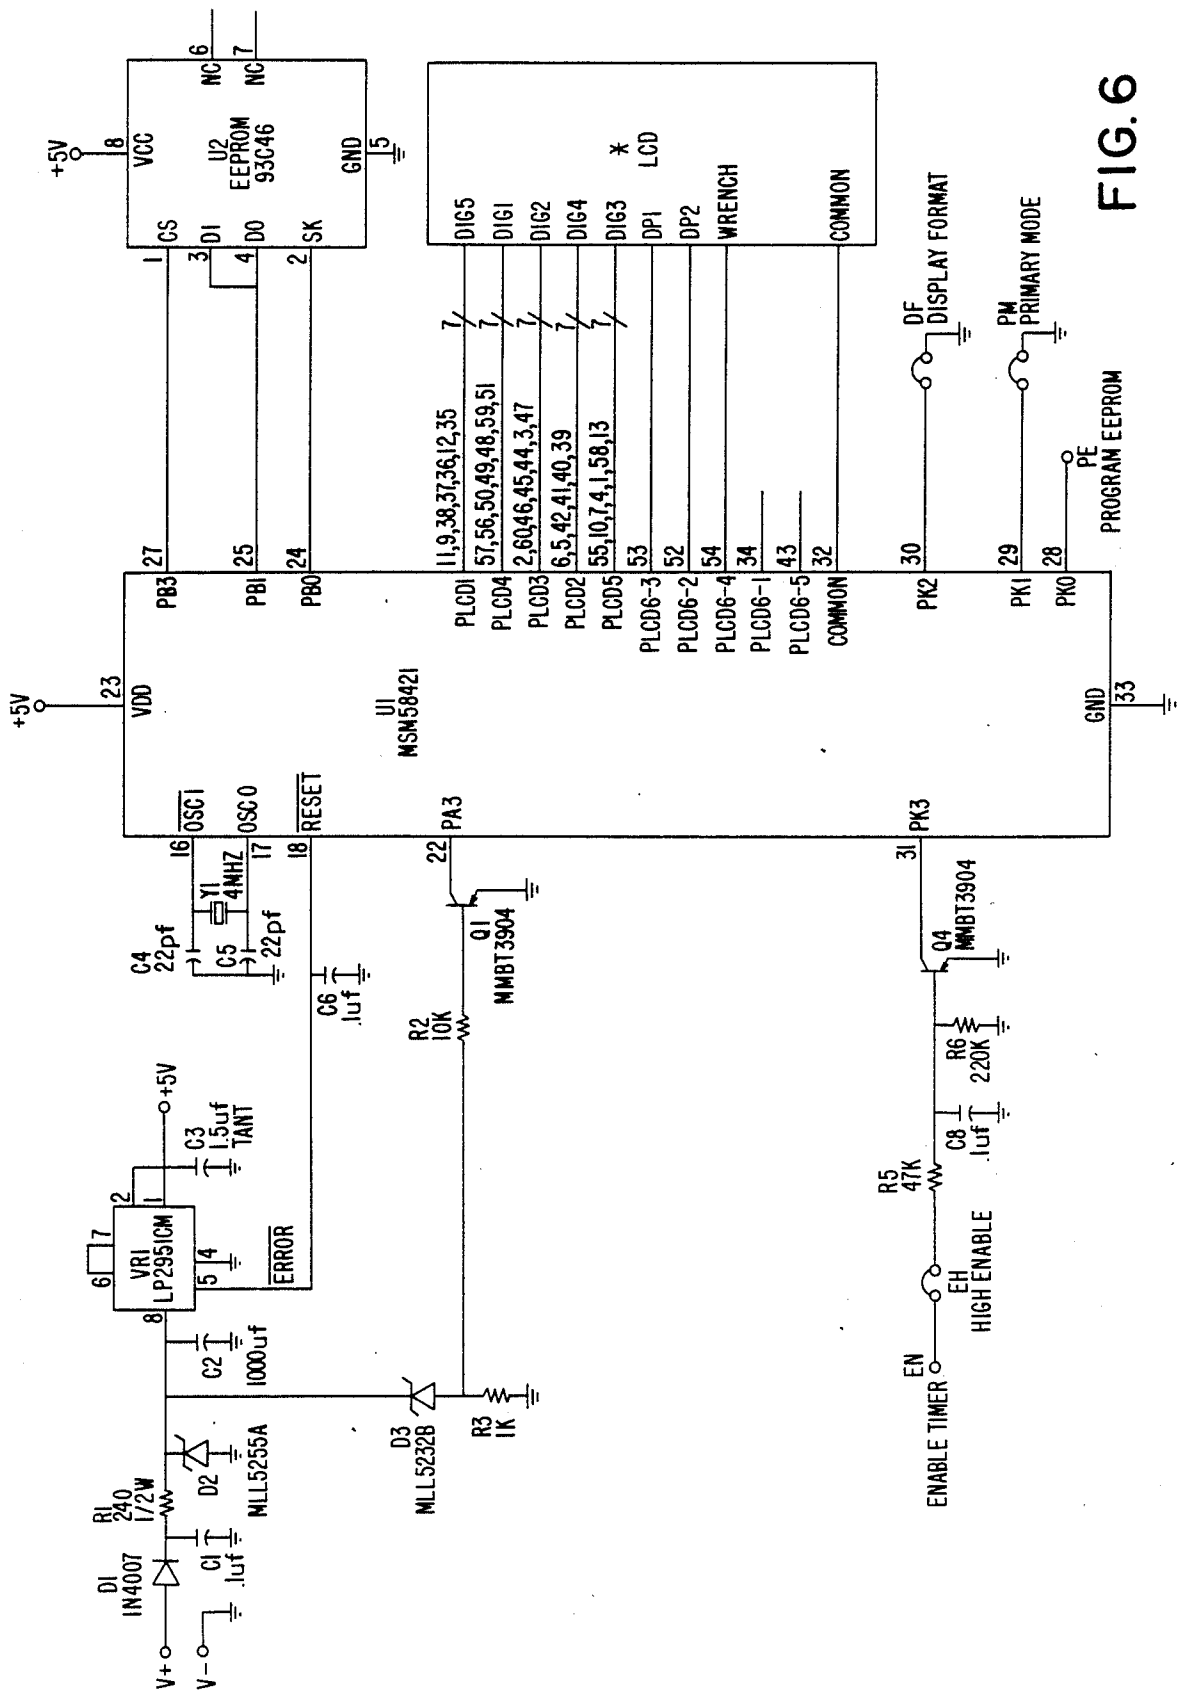 V+
V-
D1
1N4007
C1
.1uf
R1
240
1/2W
D2
MLL5255A
C2
1000uf
8
6
7
VR1
LP2951CM
2
1
5
4
ERROR
C3
1.5uf
TANT
+5V
D3
MLL5232B
R3
1K
R2
10K
C6
.1uf
C4
22pf
C5
22pf
Y1
4MHZ
Q1
MMBT3904
ENABLE TIMER
EN
EH
HIGH ENABLE
R5
47K
C8
.1uf
R6
220K
Q4
MMBT3904
16
OSC1
17
OSC0
18
RESET
22
PA3
31
PK3
+5V
23
VDD
U1
MSM58421
GND
33
PB3
27
PB1
25
PB0
24
PLCD1
11,9,38,37,36,12,35
PLCD4
57,56,50,49,48,59,51
PLCD3
2,60,46,45,44,3,47
PLCD2
6,5,42,41,40,39
PLCD5
55,10,7,4,1,58,13
PLCD6-3
53
PLCD6-2
52
PLCD6-4
54
PLCD6-1
34
PLCD6-5
43
COMMON
32
PK2
30
PK1
29
PK0
28
7
7
7
7
7
DF
DISPLAY FORMAT
PM
PRIMARY MODE
PE
PROGRAM EEPROM
+5V
8
VCC
1
CS
3
DI
4
DO
2
SK
U2
EEPROM
93C46
NC
6
NC
7
GND
5
DIG5
DIG1
DIG2
DIG4
DIG3
DP1
DP2
WRENCH
COMMON
*
LCD
FIG. 6